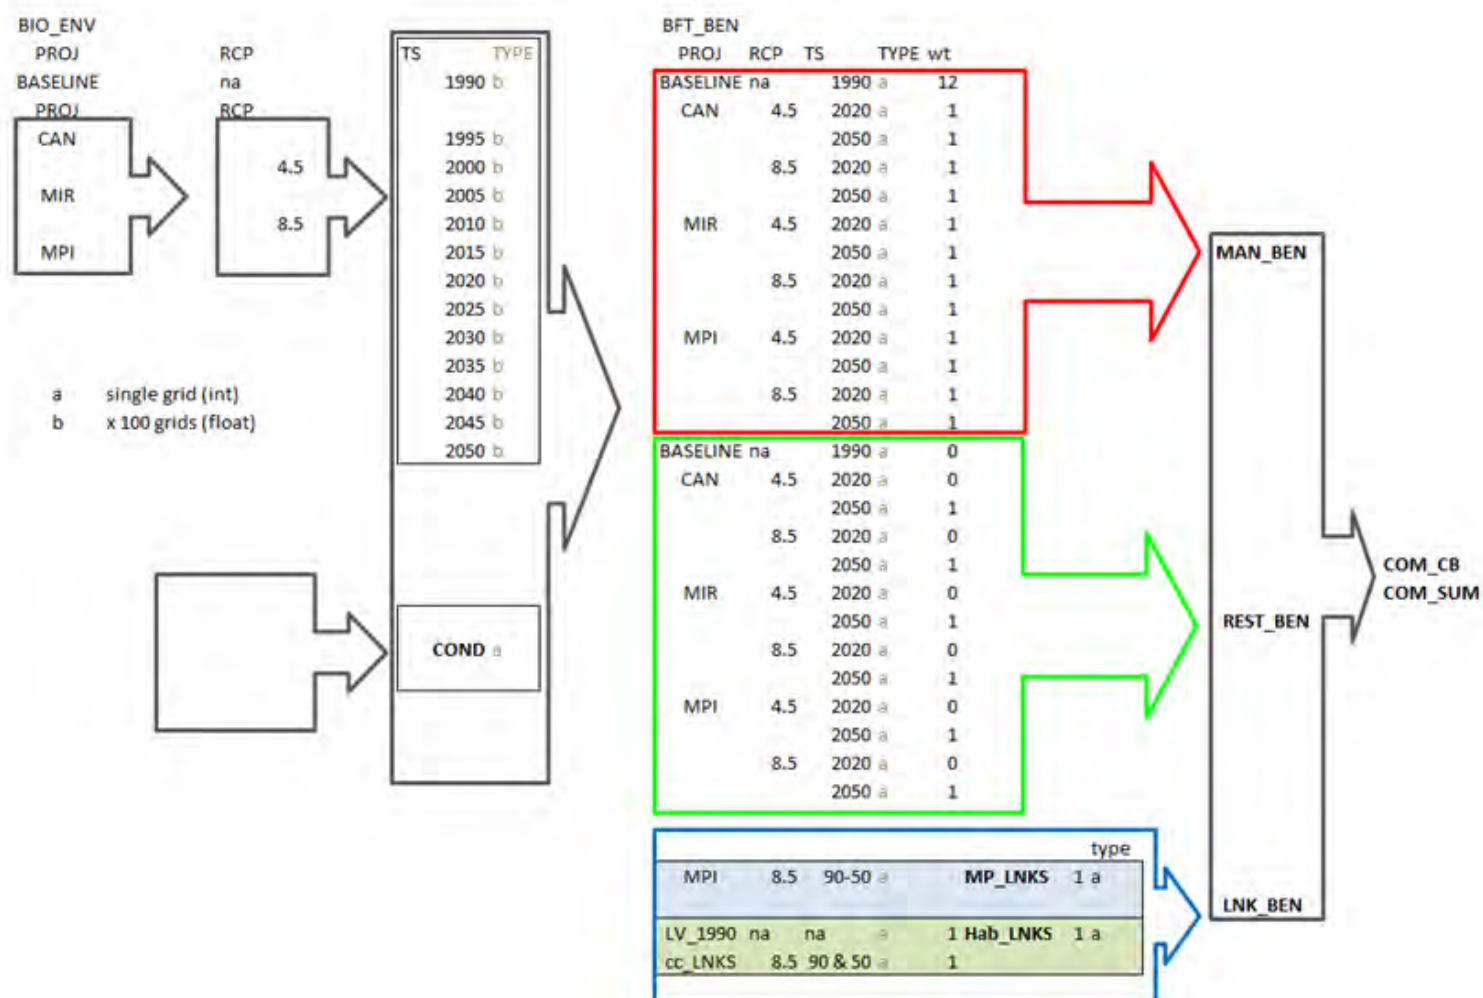 BIO_ENV
PROJ RCP
BASELINE na
PROJ RCP
CAN
MIR
MPI
4.5
8.5
a single grid (int)
b x 100 grids (float)
TS TYPE
1990 b
1995 b
2000 b
2005 b
2010 b
2015 b
2020 b
2025 b
2030 b
2035 b
2040 b
2045 b
2050 b
COND a
BFT_BEN
PROJ RCP TS TYPE wt
BASELINE na 1990 a 12
CAN 4.5 2020 a 1
2050 a 1
8.5 2020 a 1
2050 a 1
MIR 4.5 2020 a 1
2050 a 1
8.5 2020 a 1
2050 a 1
MPI 4.5 2020 a 1
2050 a 1
8.5 2020 a 1
2050 a 1
BASELINE na 1990 a 0
CAN 4.5 2020 a 0
2050 a 1
8.5 2020 a 0
2050 a 1
MIR 4.5 2020 a 0
2050 a 1
8.5 2020 a 0
2050 a 1
MPI 4.5 2020 a 0
2050 a 1
8.5 2020 a 0
2050 a 1
type
MPI 8.5 90-50 a MP_LNKS 1 a
LV_1990 na na a 1 Hab_LNKS 1 a
cc_LNKS 8.5 90 & 50 a 1
MAN_BEN
REST_BEN
LNK_BEN
COM_CB
COM_SUM